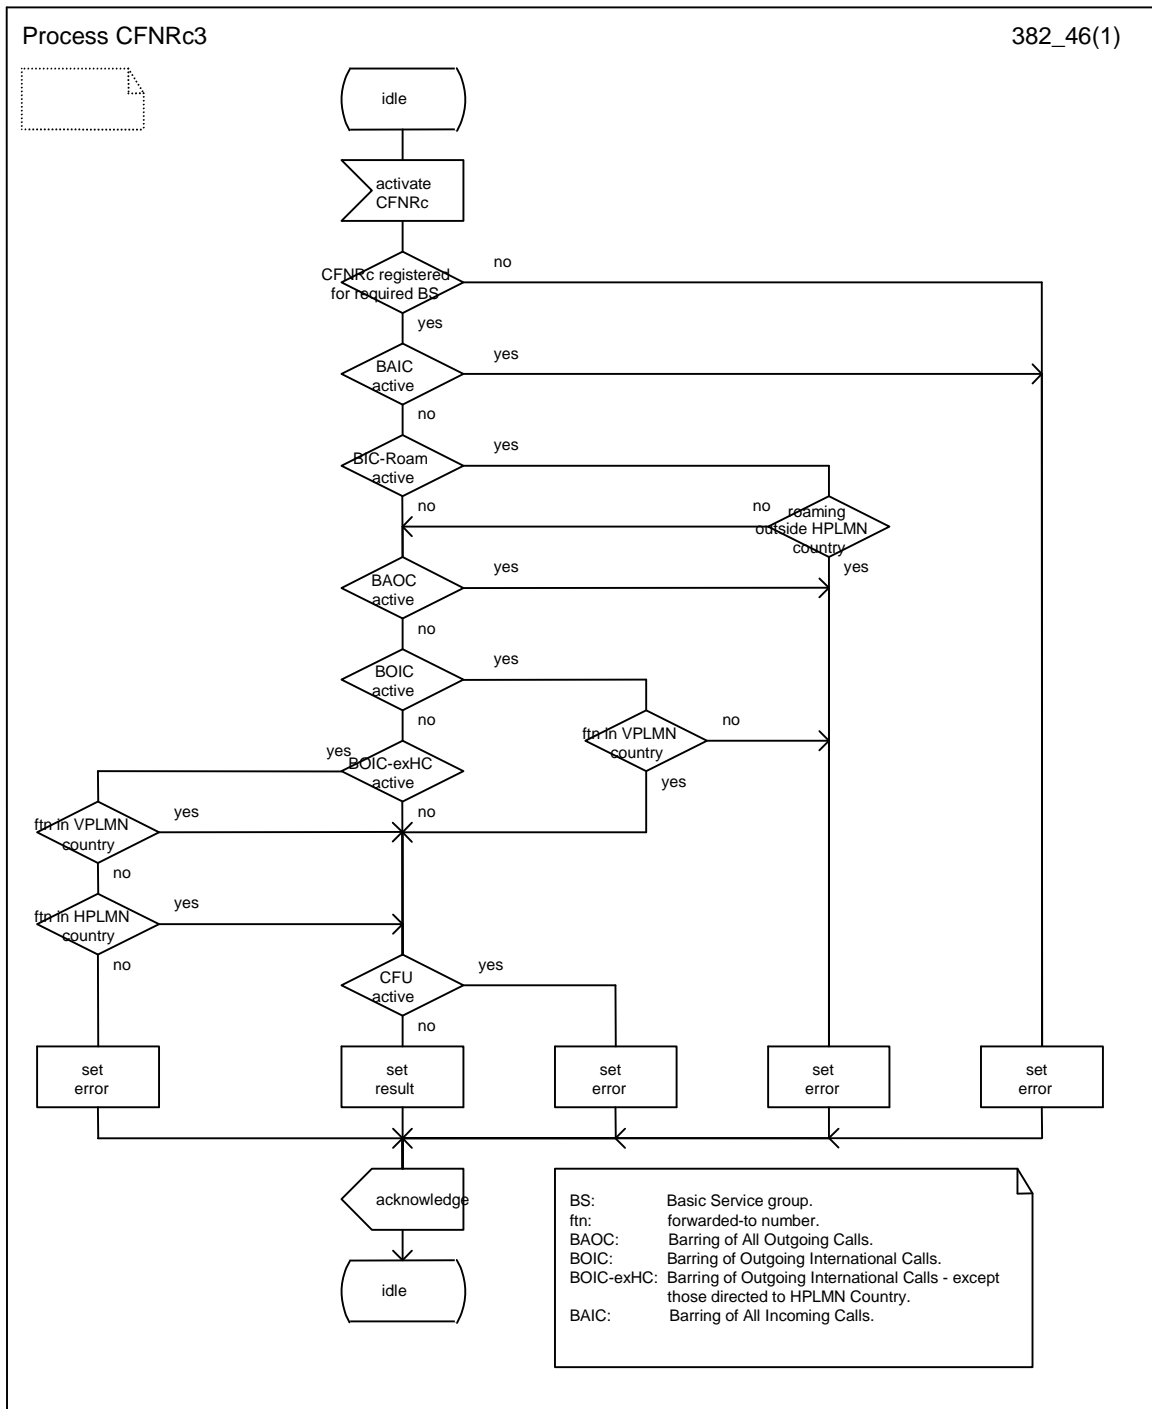 Process CFNRc3
382_46(1)
idle
activate
CFNRc
CFNRc registered
for required BS
no
yes
BAIC
active
yes
no
BIC-Roam
active
yes
no
no
roaming
outside HPLMN
country
yes
BAOC
active
yes
no
BOIC
active
yes
no
ftn in VPLMN
country
no
yes
yes
BOIC-exHC
active
no
ftn in VPLMN
country
yes
no
ftn in HPLMN
country
yes
no
CFU
active
yes
no
set
error
set
result
set
error
set
error
set
error
acknowledge
idle
BS: Basic Service group.
ftn: forwarded-to number.
BAOC: Barring of All Outgoing Calls.
BOIC: Barring of Outgoing International Calls.
BOIC-exHC: Barring of Outgoing International Calls - except
those directed to HPLMN Country.
BAIC: Barring of All Incoming Calls.